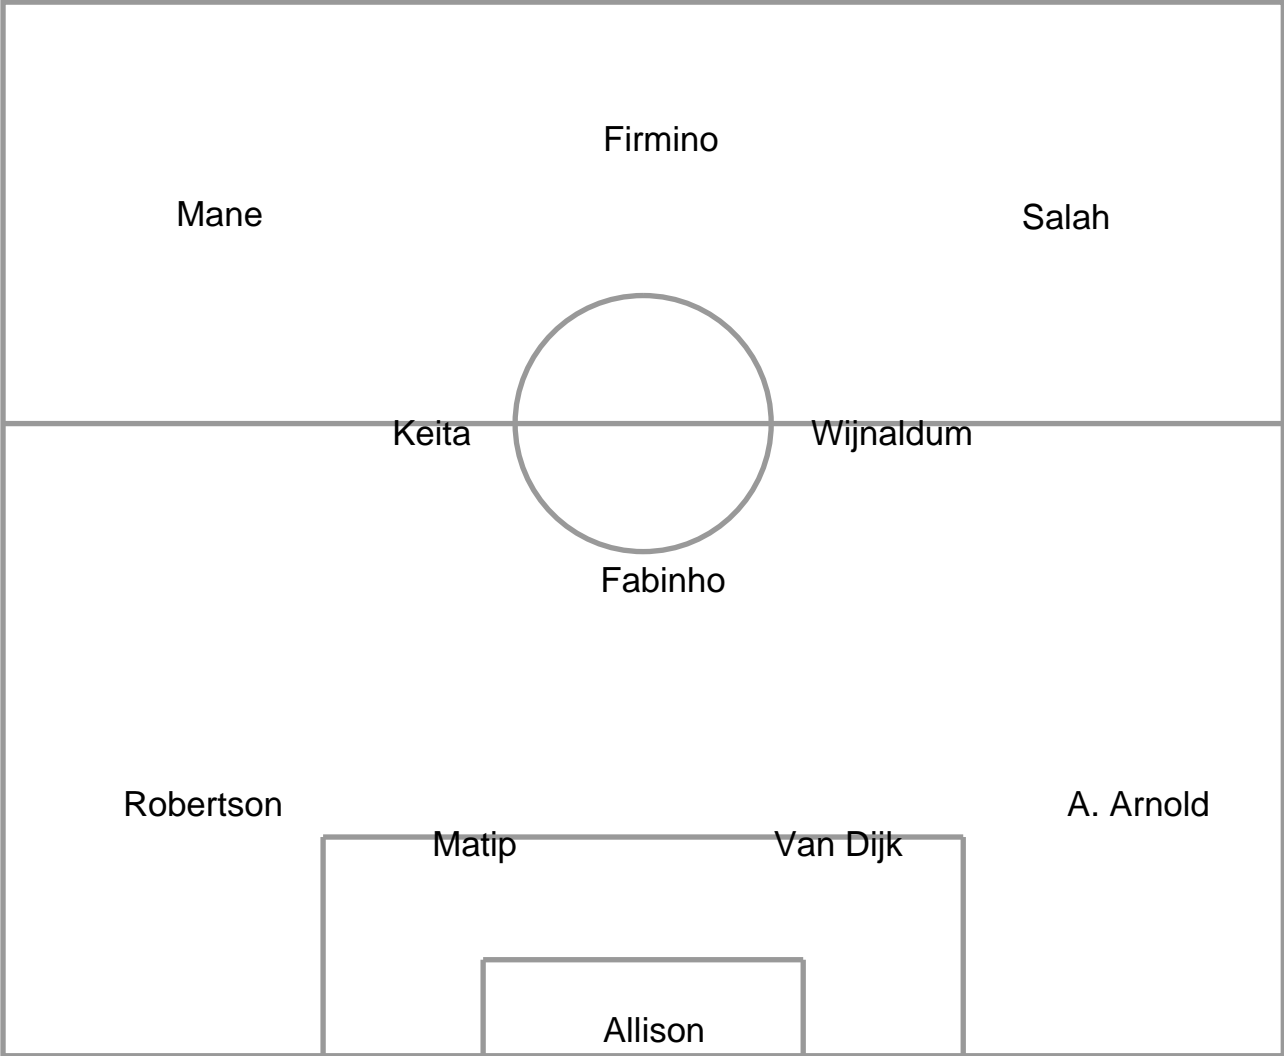 Firmino
Mane
Salah
Keita
Wijnaldum
Fabinho
Robertson
A. Arnold
Matip
Van Dijk
Allison